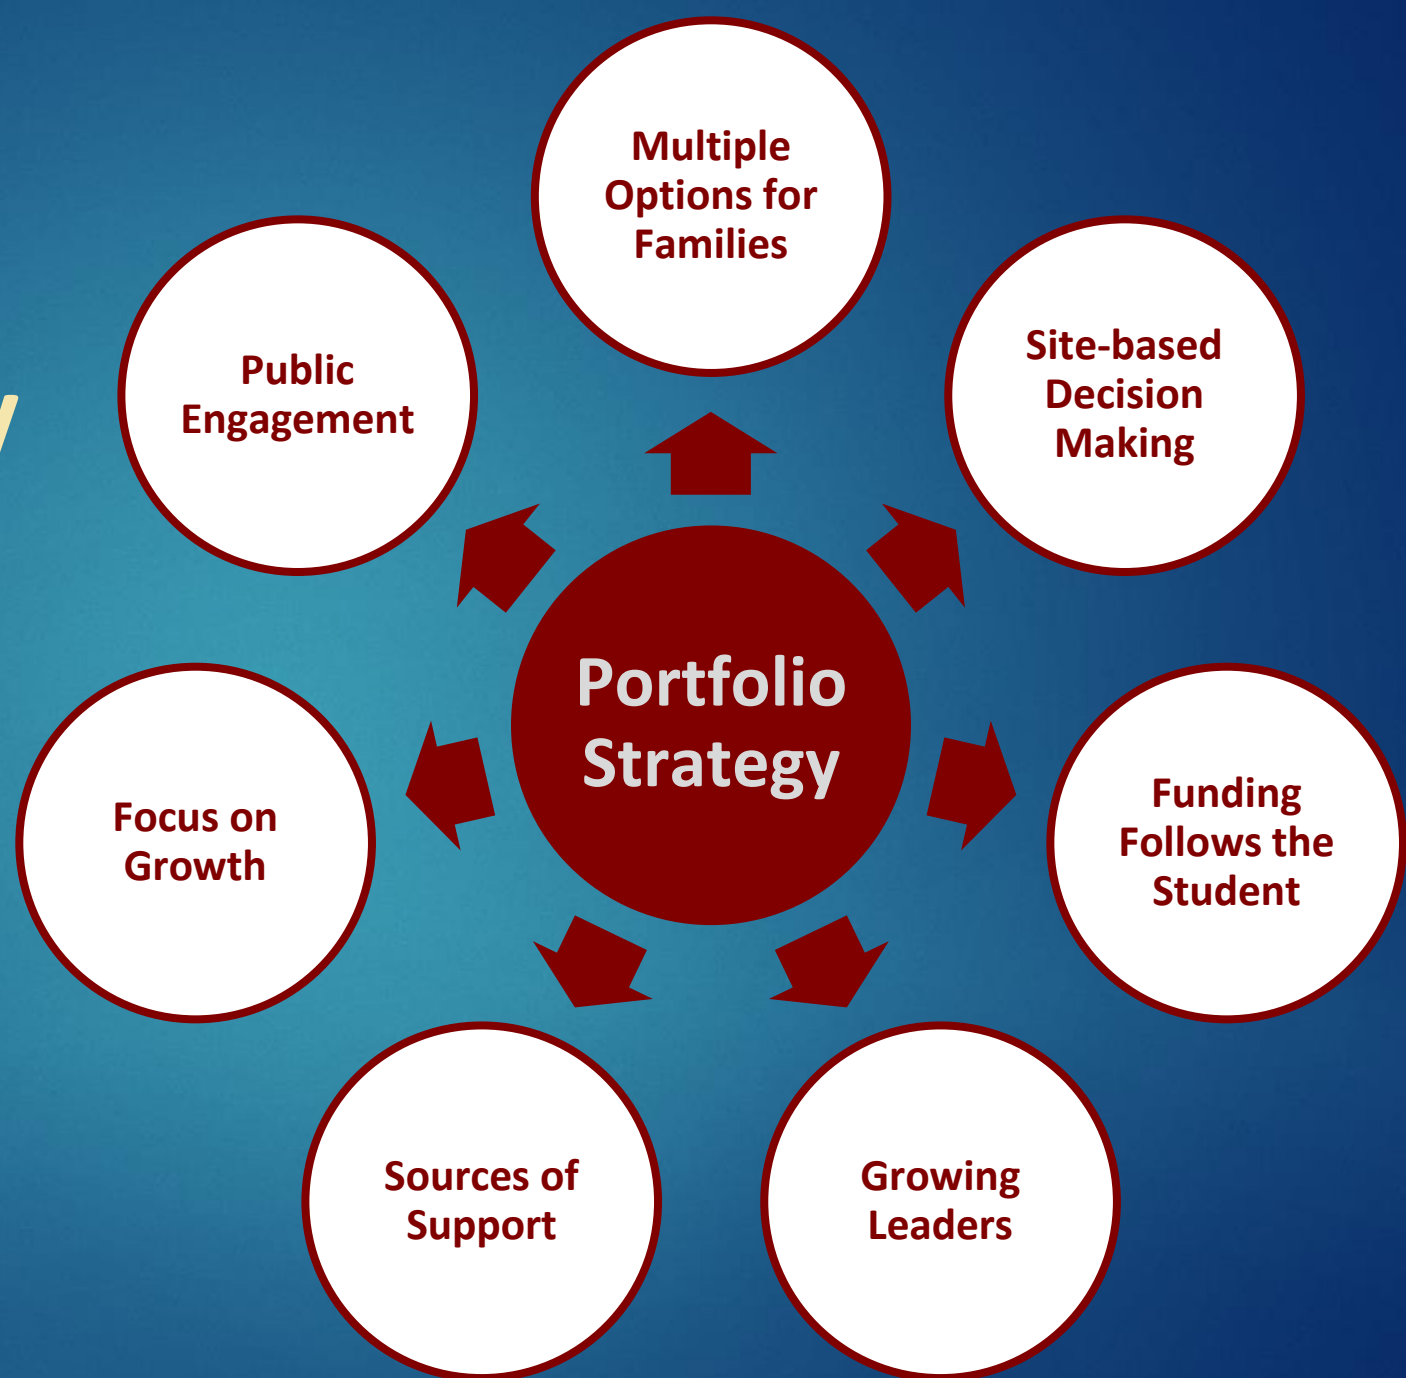 Multiple
Options for
Families
Site-based
Decision
Making
Funding
Follows the
Student
Growing
Leaders
Sources of
Support
Focus on
Growth
Public
Engagement
Portfolio
Strategy